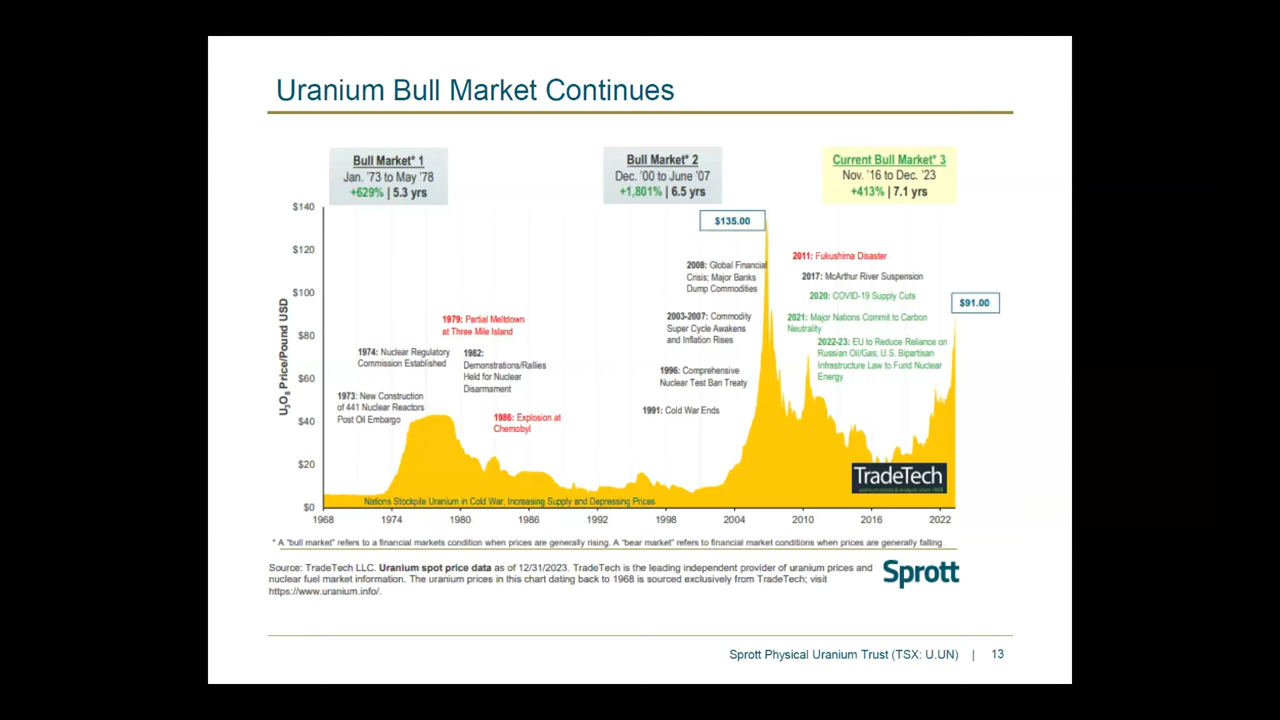 Uranium Bull Market Continues
Bull Market* 1
Jan. '73 to May '78
+629% | 5.3 yrs
Bull Market* 2
Dec. '00 to June '07
+1,801% | 6.5 yrs
Current Bull Market* 3
Nov. '16 to Dec. '23
+413% | 7.1 yrs
U₃O₈ Price/Pound USD
$140
$120
$100
$80
$60
$40
$20
$0
$135.00
$91.00
1973: New Construction
of 441 Nuclear Reactors
Post Oil Embargo
1974: Nuclear Regulatory
Commission Established
1979: Partial Meltdown
at Three Mile Island
1982:
Demonstrations/Rallies
Held for Nuclear
Disarmament
1986: Explosion at
Chernobyl
1991: Cold War Ends
1996: Comprehensive
Nuclear Test Ban Treaty
2003-2007: Commodity
Super Cycle Awakens
and Inflation Rises
2008: Global Financial
Crisis; Major Banks
Dump Commodities
2011: Fukushima Disaster
2017: McArthur River Suspension
2020: COVID-19 Supply Cuts
2021: Major Nations Commit to Carbon
Neutrality
2022-23: EU to Reduce Reliance on
Russian Oil/Gas; U.S. Bipartisan
Infrastructure Law to Fund Nuclear
Energy
TradeTech
Nations Stockpile Uranium in Cold War, Increasing Supply and Depressing Prices
1968 1974 1980 1986 1992 1998 2004 2010 2016 2022
* A "bull market" refers to a financial markets condition when prices are generally rising. A "bear market" refers to financial market conditions when prices are generally falling.
Source: TradeTech LLC. Uranium spot price data as of 12/31/2023. TradeTech is the leading independent provider of uranium prices and
nuclear fuel market information. The uranium prices in this chart dating back to 1968 is sourced exclusively from TradeTech; visit
https://www.uranium.info/.
Sprott
Sprott Physical Uranium Trust (TSX: U.UN) | 13